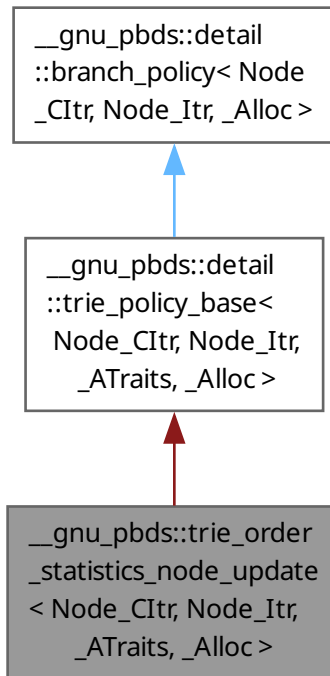 __gnu_pbds::detail
::branch_policy< Node
_CItr, Node_Itr, _Alloc >
__gnu_pbds::detail
::trie_policy_base<
Node_CItr, Node_Itr,
_ATraits, _Alloc >
__gnu_pbds::trie_order
_statistics_node_update
< Node_CItr, Node_Itr,
_ATraits, _Alloc >